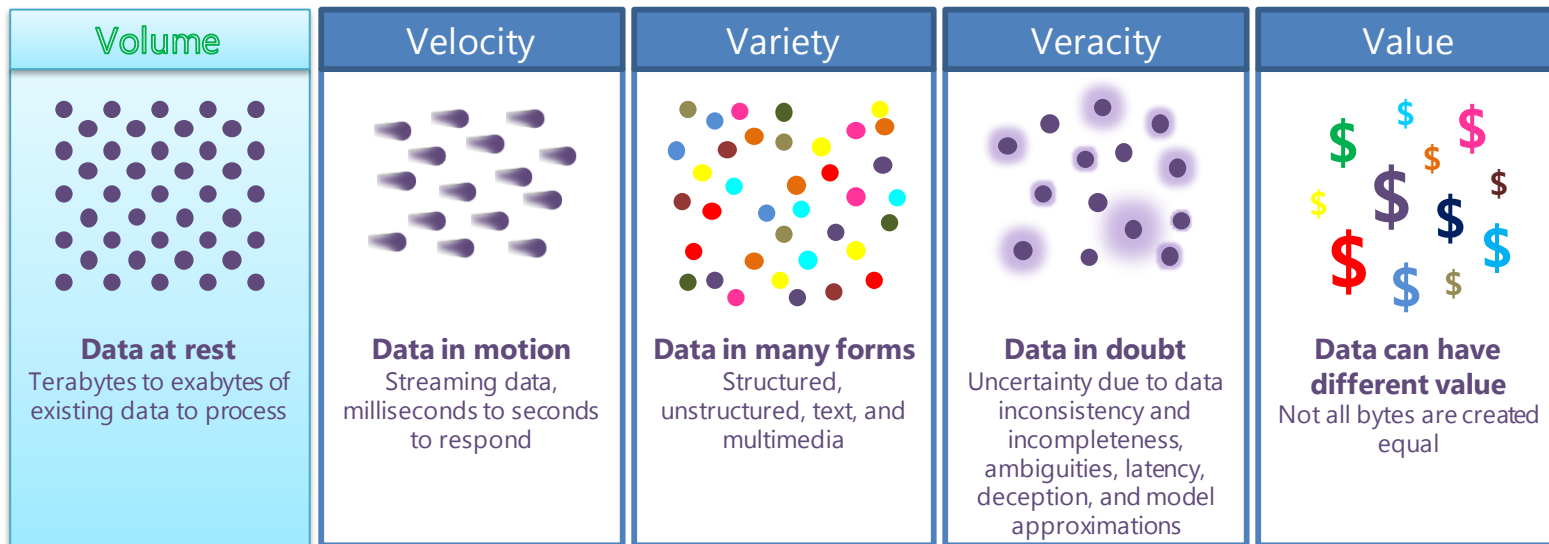 Volume
Velocity
Variety
Veracity
Value
$ $ $ $ $ $ $ $ $ $ $ $ $
Data at rest
Terabytes to exabytes of
existing data to process
Data in motion
Streaming data,
milliseconds to seconds
to respond
Data in many forms
Structured,
unstructured, text, and
multimedia
Data in doubt
Uncertainty due to data
inconsistency and
incompleteness,
ambiguities, latency,
deception, and model
approximations
Data can have
different value
Not all bytes are created
equal